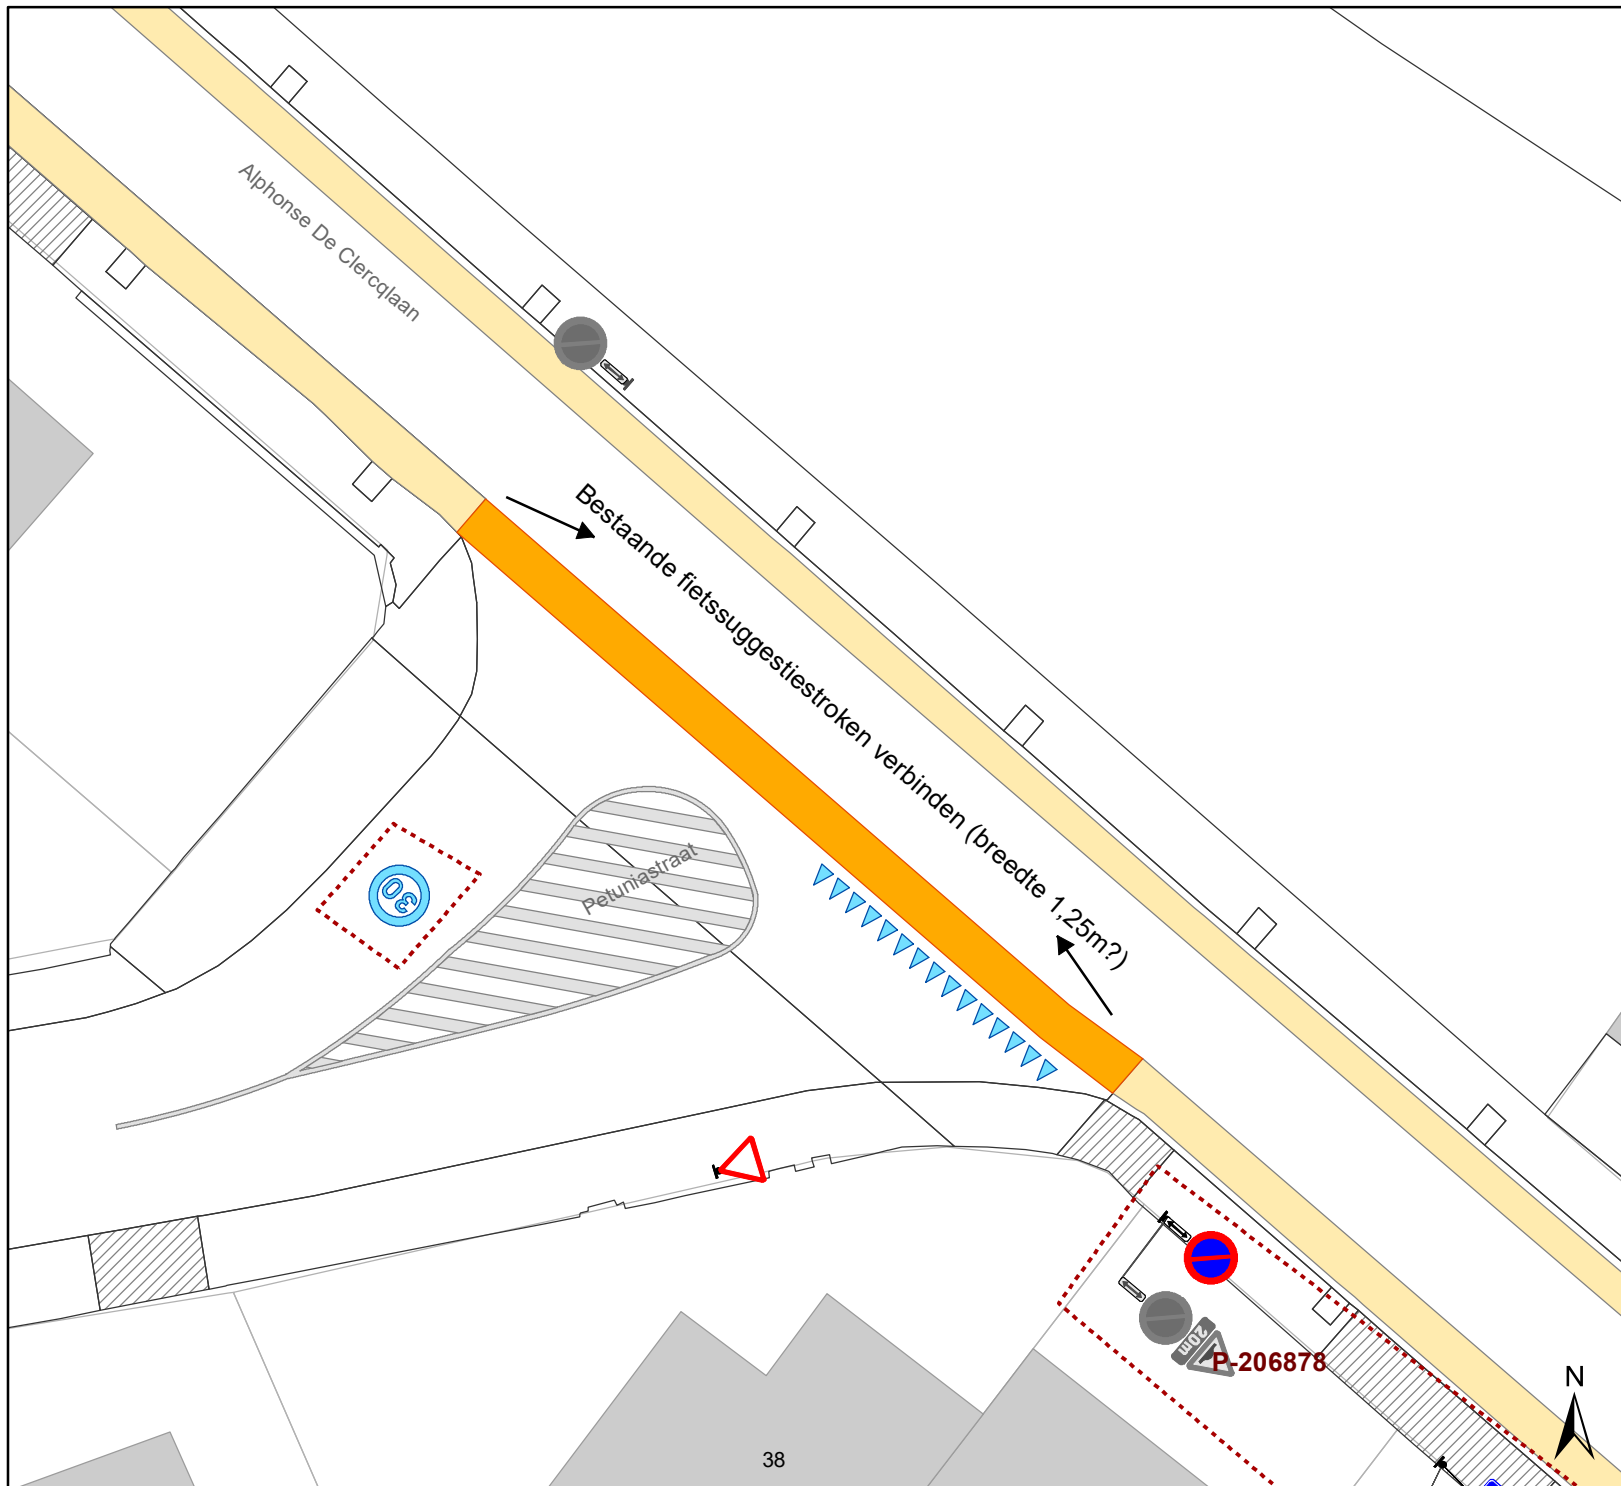 Alphonse De Clercqlaan
Bestaande fietssuggestiestroken verbinden (breedte 1,25m?)
Petuniastraat
30
20m
P-206878
N
38